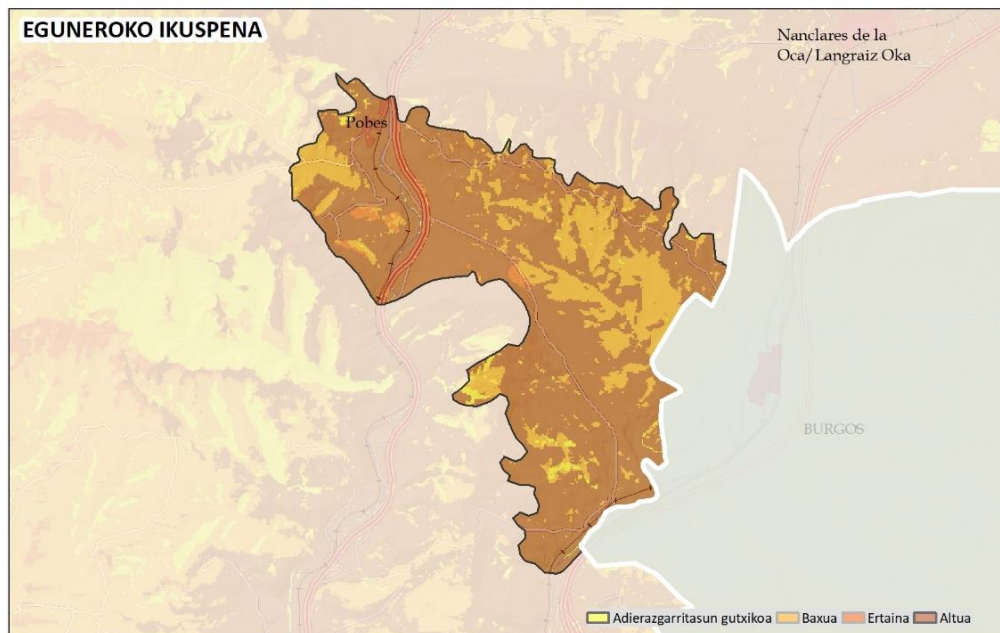 EGUNEROKO IKUSPENA
Nanclares de la
Oca/Langraiz Oka
Pobes
BURGOS
Adierazgarritasun gutxikoa
Baxua
Ertaina
Altua